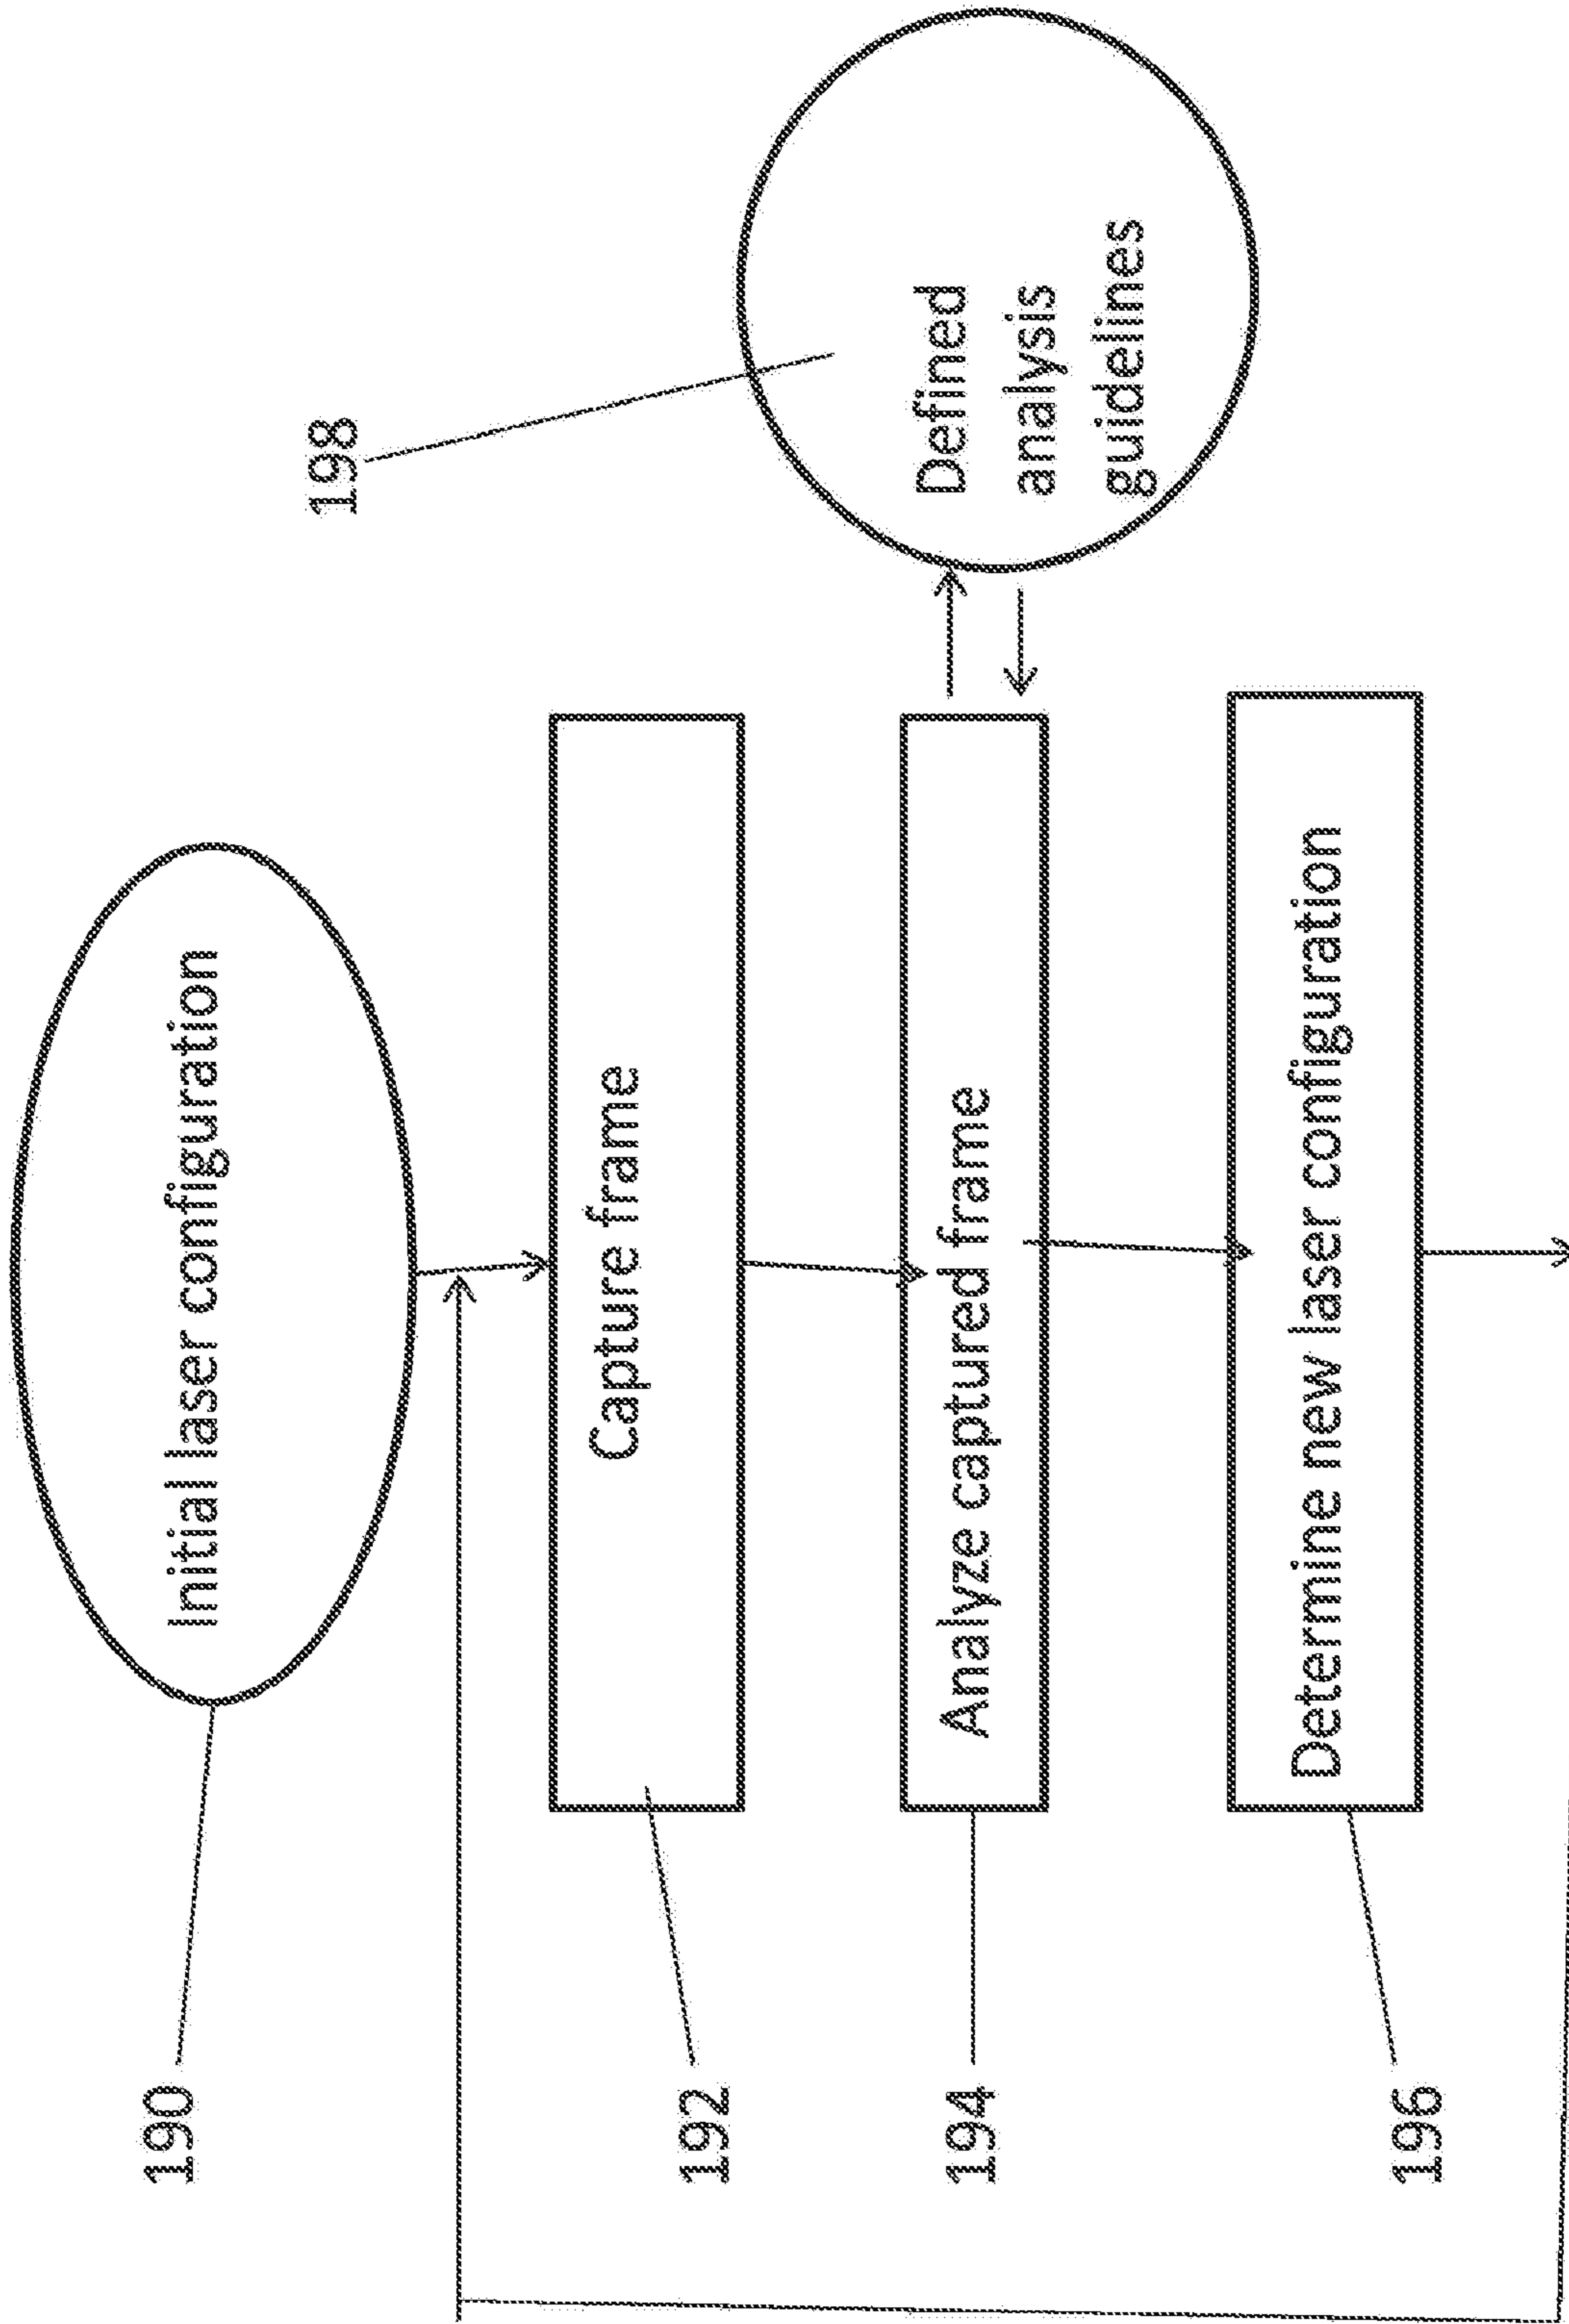 190
Initial laser configuration
198
192
Capture frame
194
Analyze captured frame
Defined
analysis
guidelines
196
Determine new laser configuration